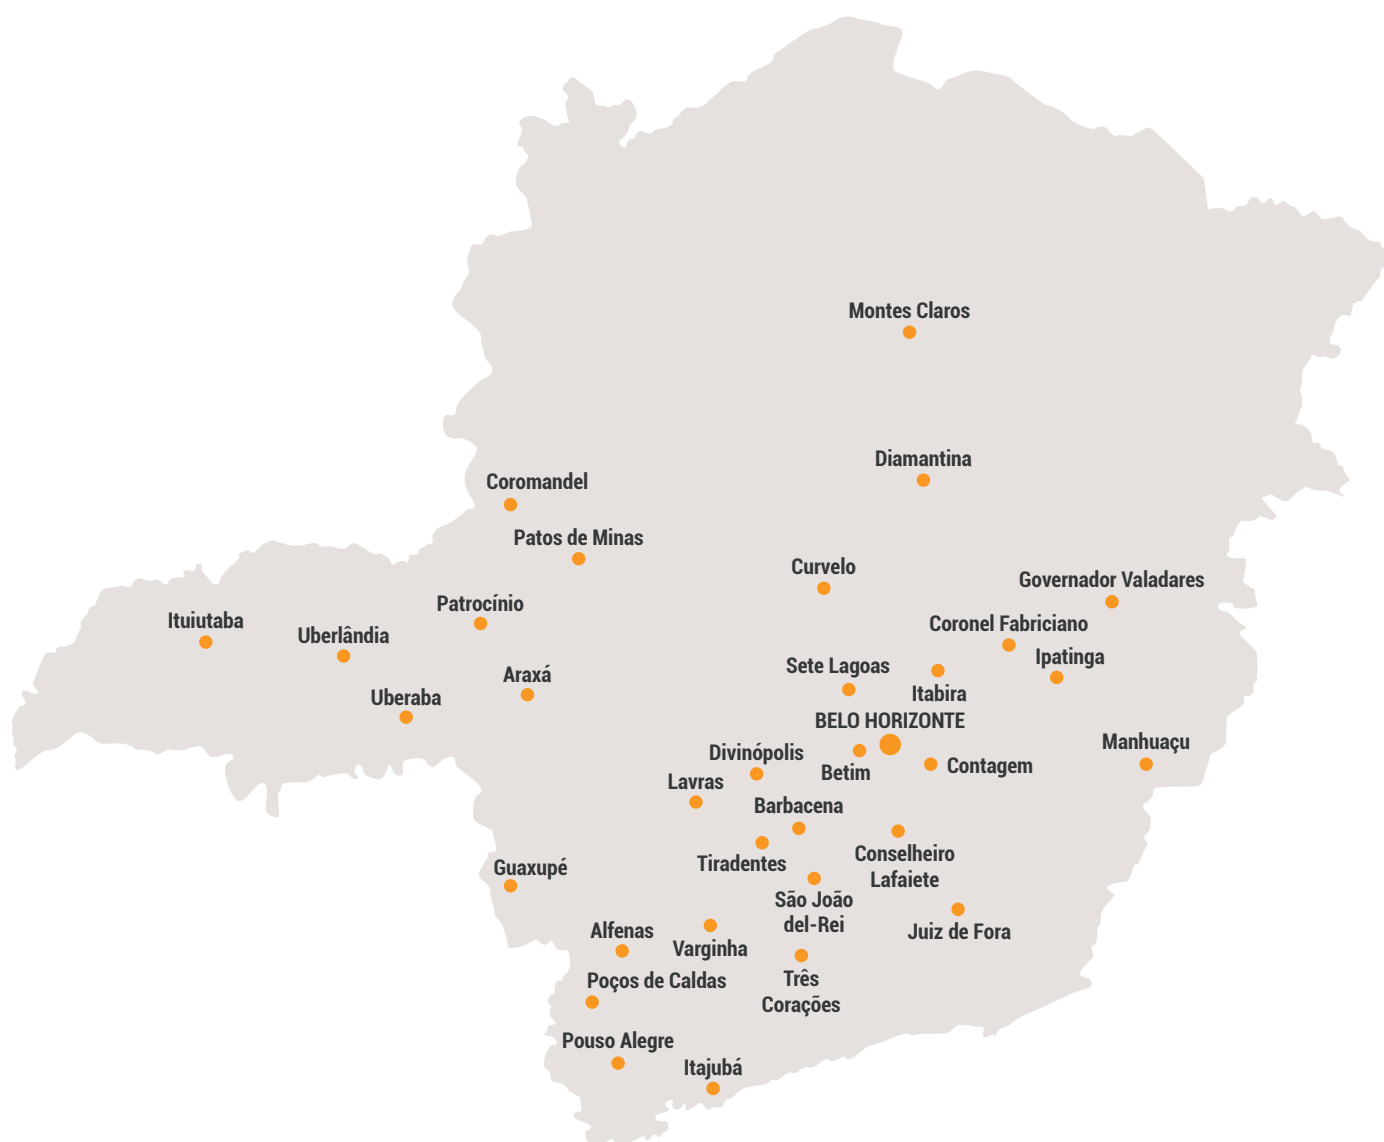 Montes Claros
Diamantina
Coromandel
Patos de Minas
Curvelo
Governador Valadares
Patrocínio
Ituiutaba
Coronel Fabriciano
Uberlândia
Ipatinga
Sete Lagoas
Araxá
Itabira
Uberaba
BELO HORIZONTE
Manhuaçu
Divinópolis
Contagem
Betim
Lavras
Barbacena
Conselheiro
Lafaiete
Tiradentes
Guaxupé
São João
del-Rei
Alfenas
Juiz de Fora
Varginha
Três
Corações
Poços de Caldas
Pouso Alegre
Itajubá